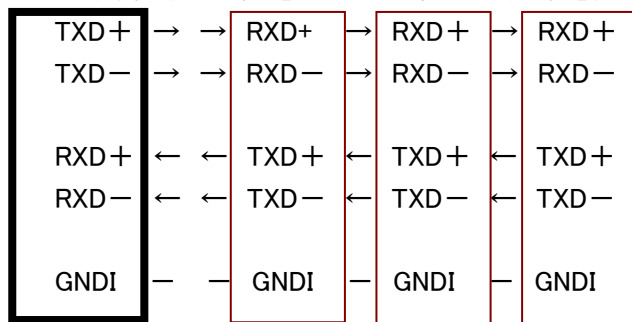 TXD+ → → RXD+ → RXD+ → RXD+
TXD− → → RXD− → RXD− → RXD−
RXD+ ← ← TXD+ ← TXD+ ← TXD+
RXD− ← ← TXD− ← TXD− ← TXD−
GNDI − − GNDI − GNDI − GNDI